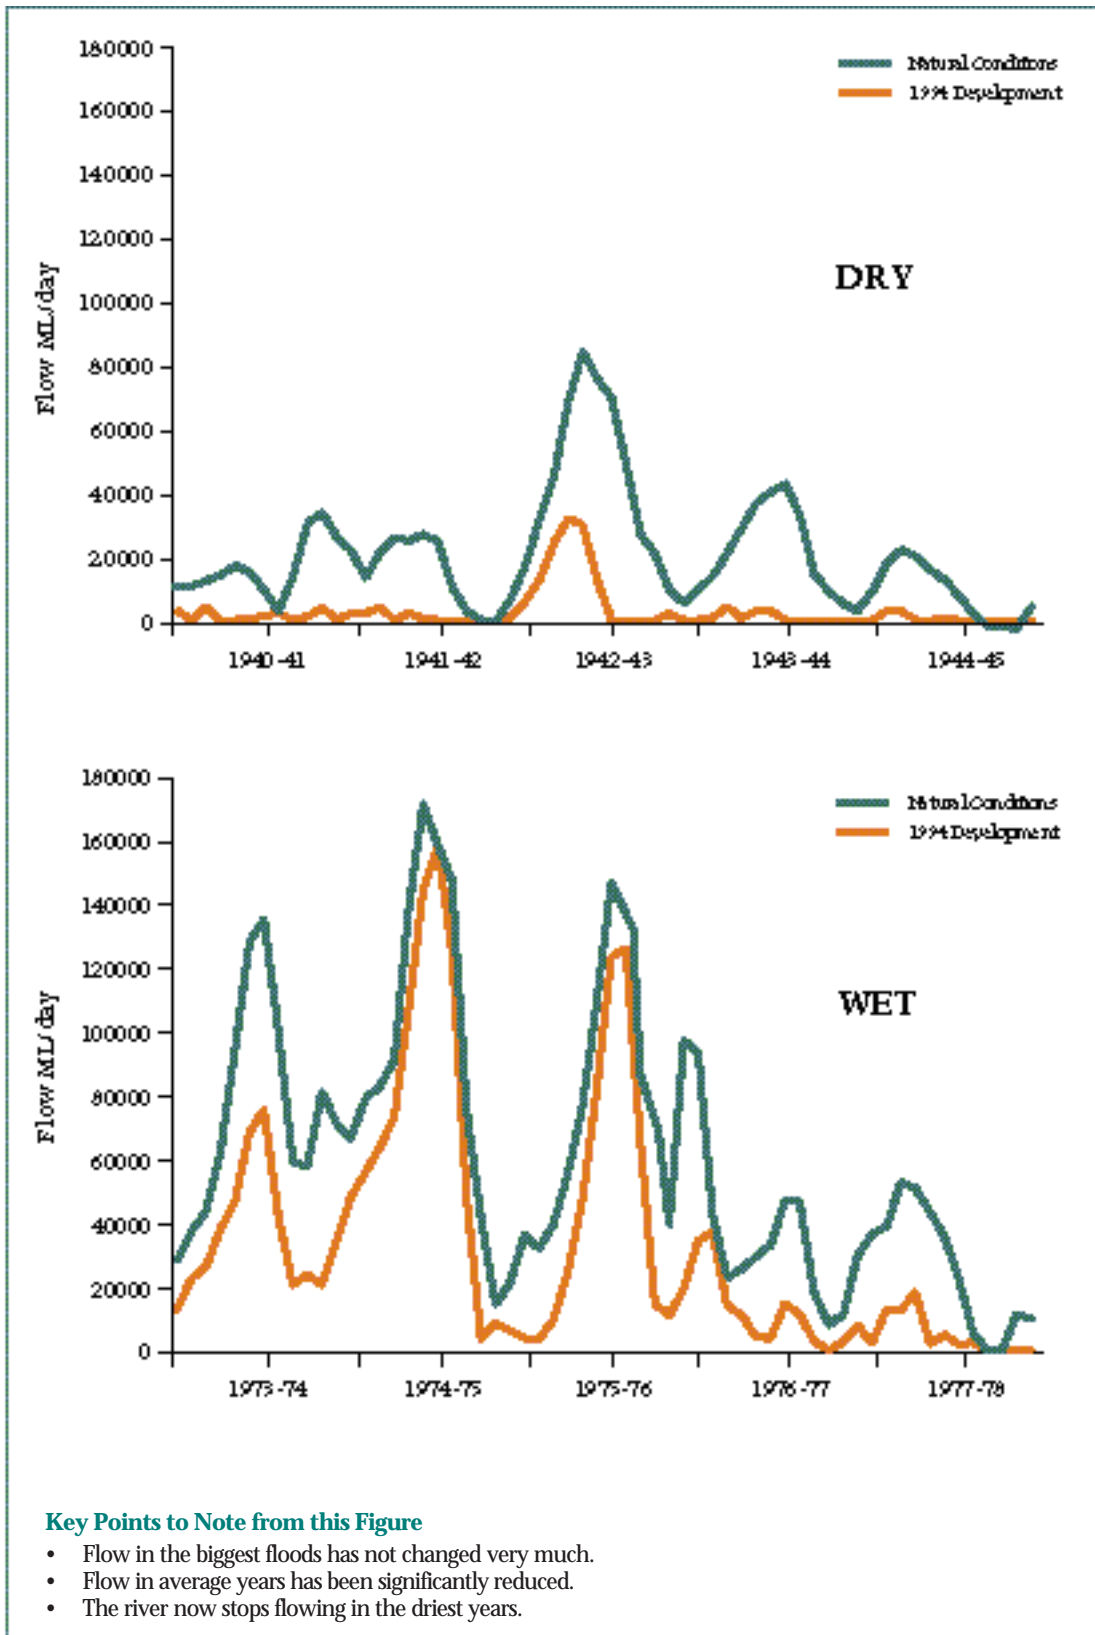 180000
160000
140000
120000
100000
80000
60000
40000
20000
0
Flow ML/day
Natural Conditions
1994 Development
DRY
1940-41
1941-42
1942-43
1943-44
1944-45
180000
160000
140000
120000
100000
80000
60000
40000
20000
0
Flow ML/day
Natural Conditions
1994 Development
WET
1973-74
1974-75
1975-76
1976-77
1977-78
Key Points to Note from this Figure
• Flow in the biggest floods has not changed very much.
• Flow in average years has been significantly reduced.
• The river now stops flowing in the driest years.